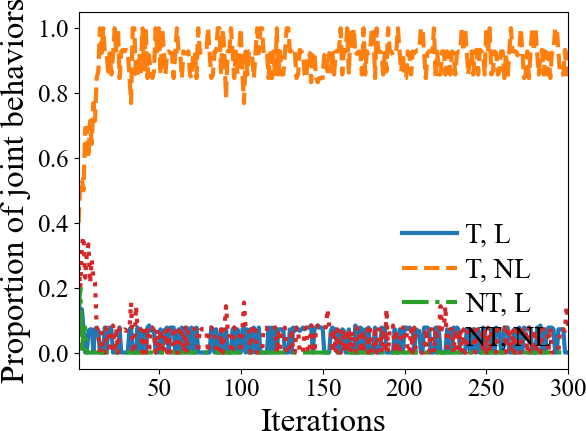 Proportion of joint behaviors
1.0
0.8
0.6
0.4
0.2
0.0
T, L
T, NL
NT, L
NT, NL
50 100 150 200 250 300
Iterations